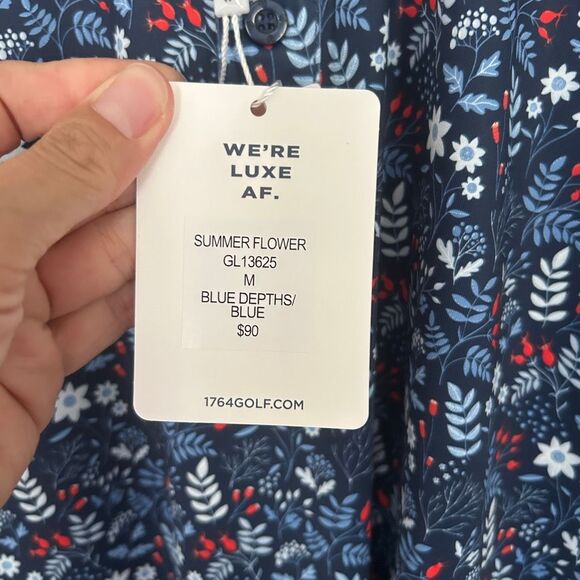 WE'RE
LUXE
AF.
SUMMER FLOWER
GL13625
M
BLUE DEPTHS/
BLUE
$90
1764GOLF.COM